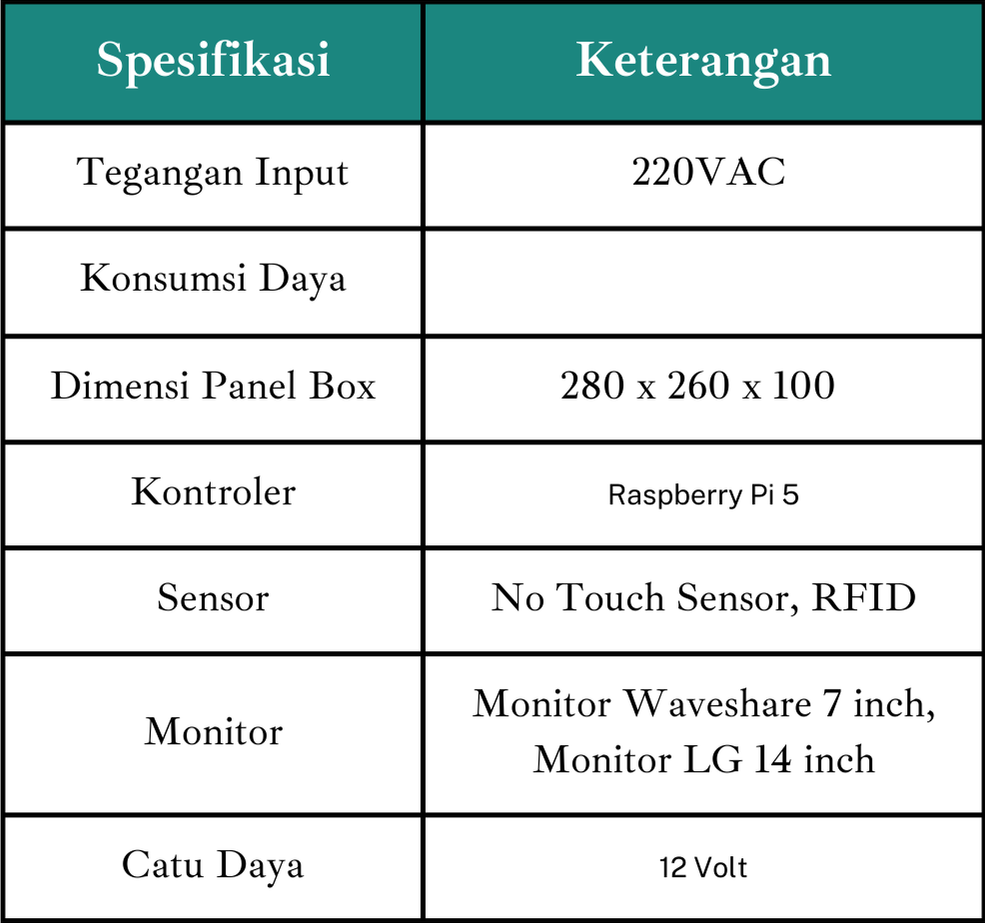 Spesifikasi Keterangan
Tegangan Input 220VAC
Konsumsi Daya
Dimensi Panel Box 280 x 260 x 100
Kontroler Raspberry Pi 5
Sensor No Touch Sensor, RFID
Monitor Monitor Waveshare 7 inch,
Monitor LG 14 inch
Catu Daya 12 Volt